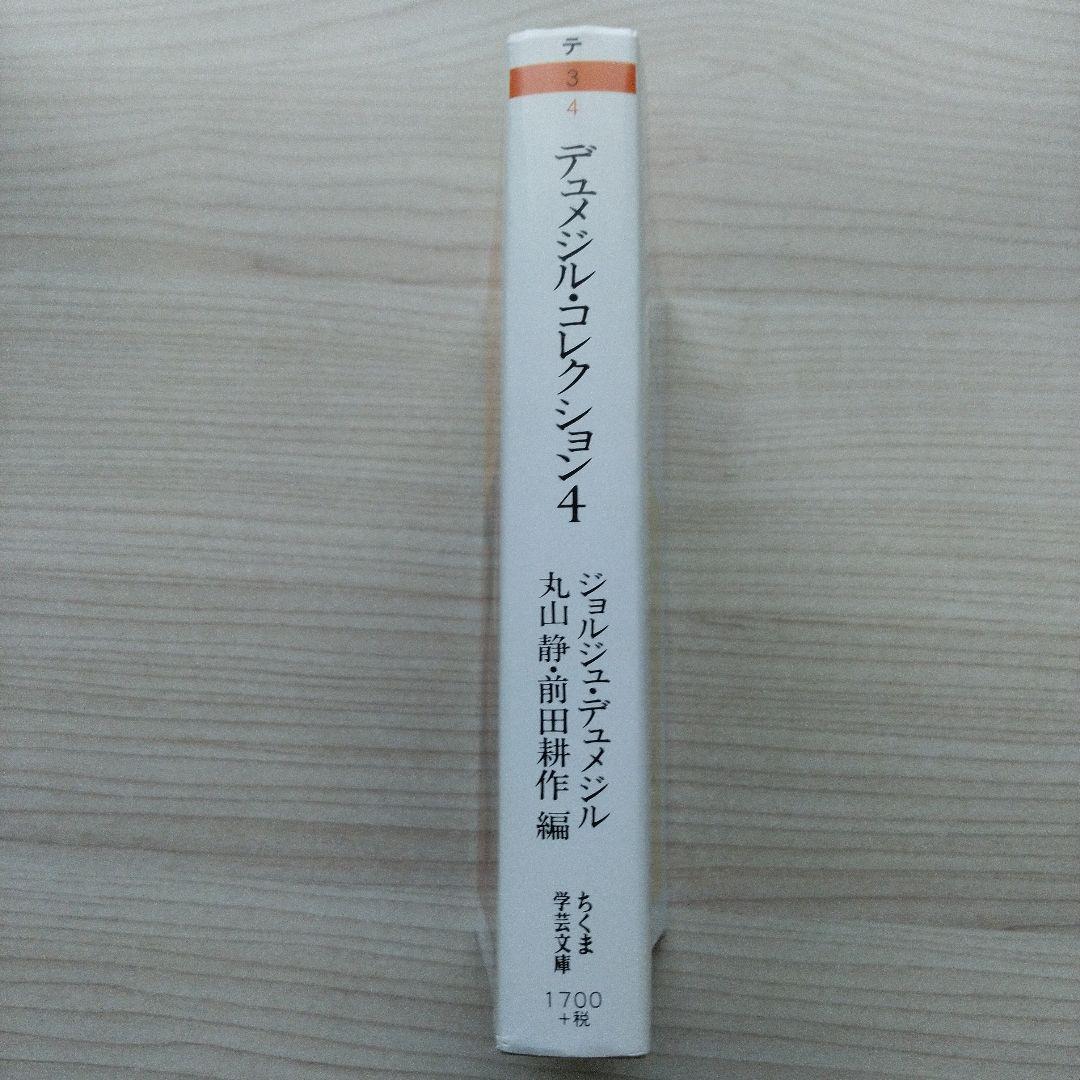 テ
3
4
デュメジル・コレクション4
ジョルジュ・デュメジル
丸山 静・前田耕作 編
ちくま
学芸文庫
1700
+税